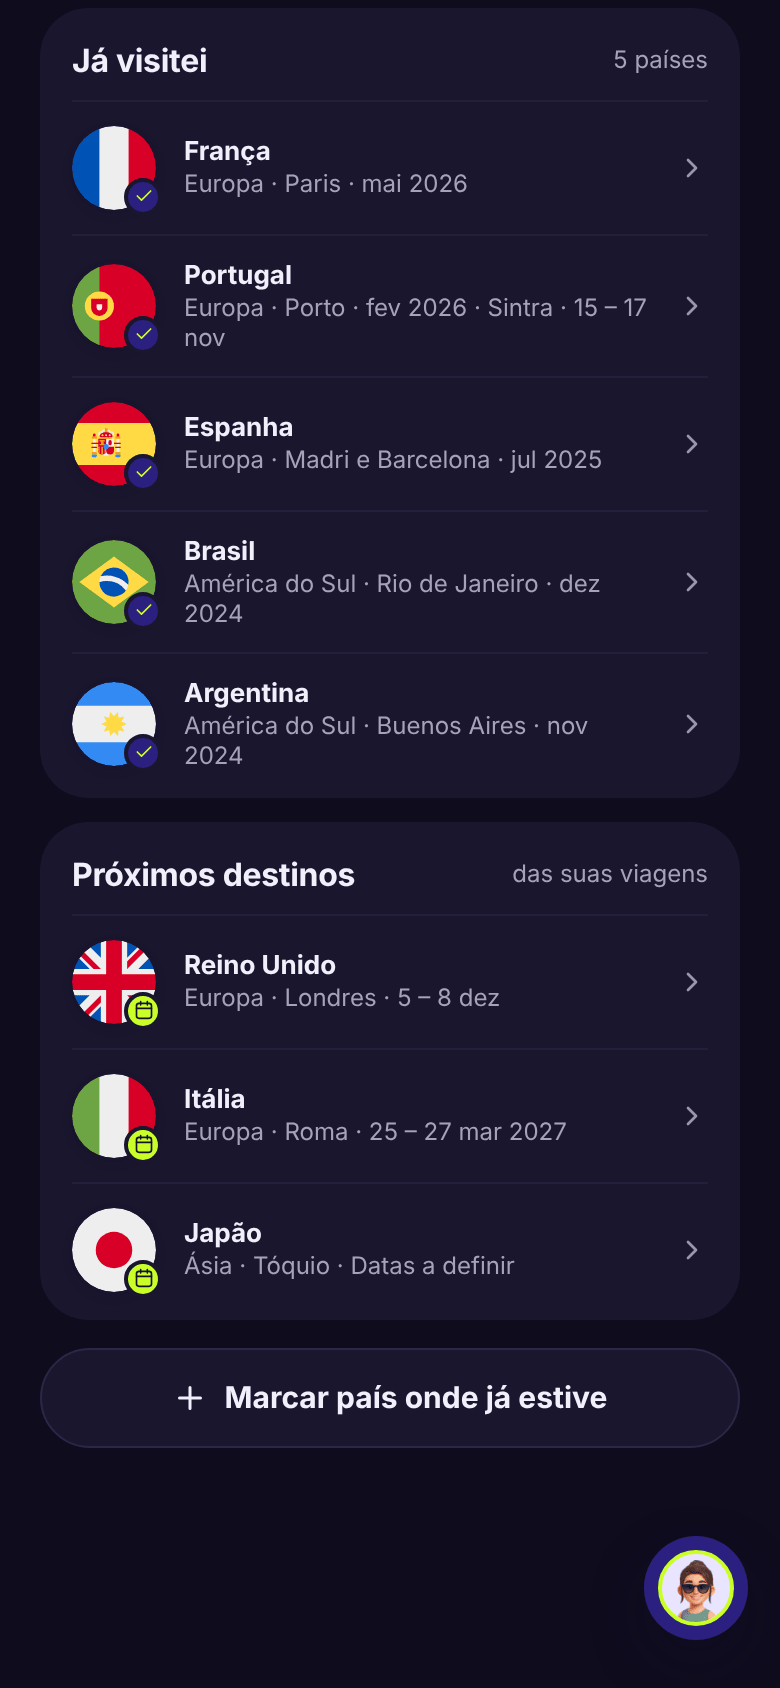 Já visitei
5 países
França
Europa · Paris · mai 2026
Portugal
Europa · Porto · fev 2026 · Sintra · 15 – 17
nov
Espanha
Europa · Madri e Barcelona · jul 2025
Brasil
América do Sul · Rio de Janeiro · dez
2024
Argentina
América do Sul · Buenos Aires · nov
2024
Próximos destinos
das suas viagens
Reino Unido
Europa · Londres · 5 – 8 dez
Itália
Europa · Roma · 25 – 27 mar 2027
Japão
Ásia · Tóquio · Datas a definir
Marcar país onde já estive